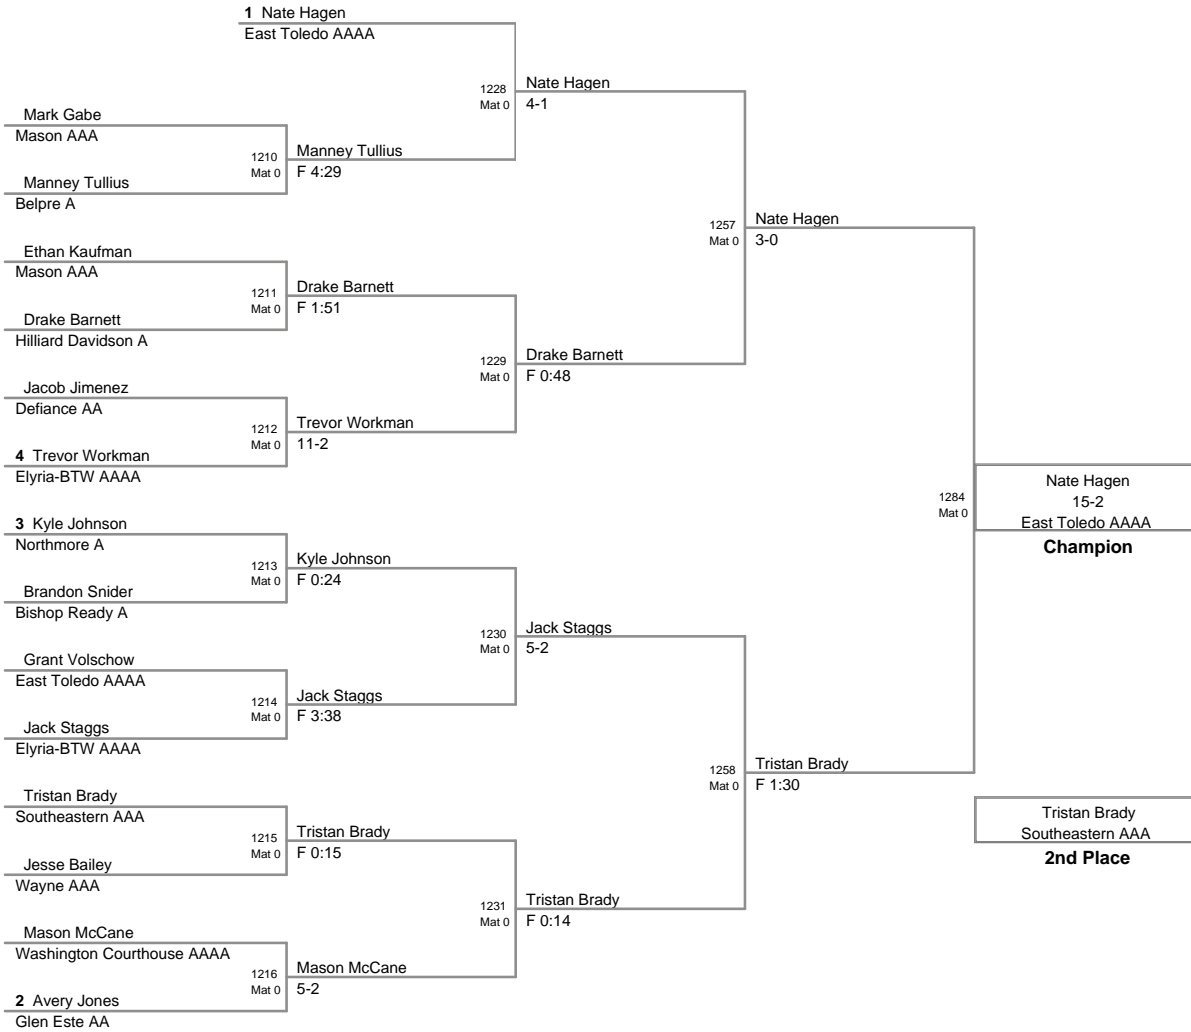 1 Nate Hagen
East Toledo AAAA
1228
Mat 0
Nate Hagen
4-1
Mark Gabe
Mason AAA
1210
Mat 0
Manney Tullius
F 4:29
Manney Tullius
Belpre A
1257
Mat 0
Nate Hagen
3-0
Ethan Kaufman
Mason AAA
1211
Mat 0
Drake Barnett
F 1:51
Drake Barnett
Hilliard Davidson A
1229
Mat 0
Drake Barnett
F 0:48
Jacob Jimenez
Defiance AA
1212
Mat 0
Trevor Workman
11-2
4 Trevor Workman
Elyria-BTW AAAA
1284
Mat 0
Nate Hagen
15-2
East Toledo AAAA
Champion
3 Kyle Johnson
Northmore A
1213
Mat 0
Kyle Johnson
F 0:24
Brandon Snider
Bishop Ready A
1230
Mat 0
Jack Staggs
5-2
Grant Volschow
East Toledo AAAA
1214
Mat 0
Jack Staggs
F 3:38
Jack Staggs
Elyria-BTW AAAA
1258
Mat 0
Tristan Brady
F 1:30
Tristan Brady
Southeastern AAA
2nd Place
Tristan Brady
Southeastern AAA
1215
Mat 0
Tristan Brady
F 0:15
Jesse Bailey
Wayne AAA
1231
Mat 0
Tristan Brady
F 0:14
Mason McCane
Washington Courthouse AAAA
1216
Mat 0
Mason McCane
5-2
2 Avery Jones
Glen Este AA